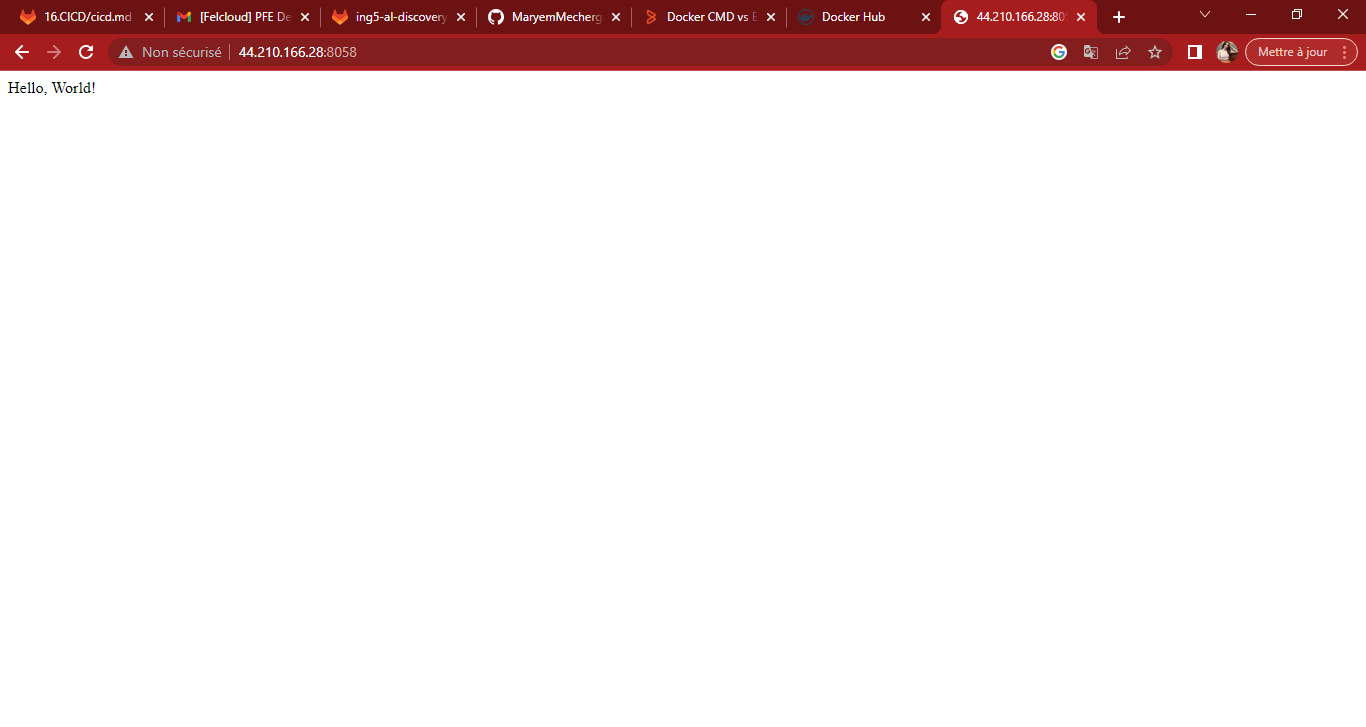 16.CICD/cicd.md
[Felcloud] PFE De
ing5-al-discovery
MaryemMecherg
Docker CMD vs E
Docker Hub
44.210.166.28:80
Non sécurisé
44.210.166.28:8058
Mettre à jour
Hello, World!